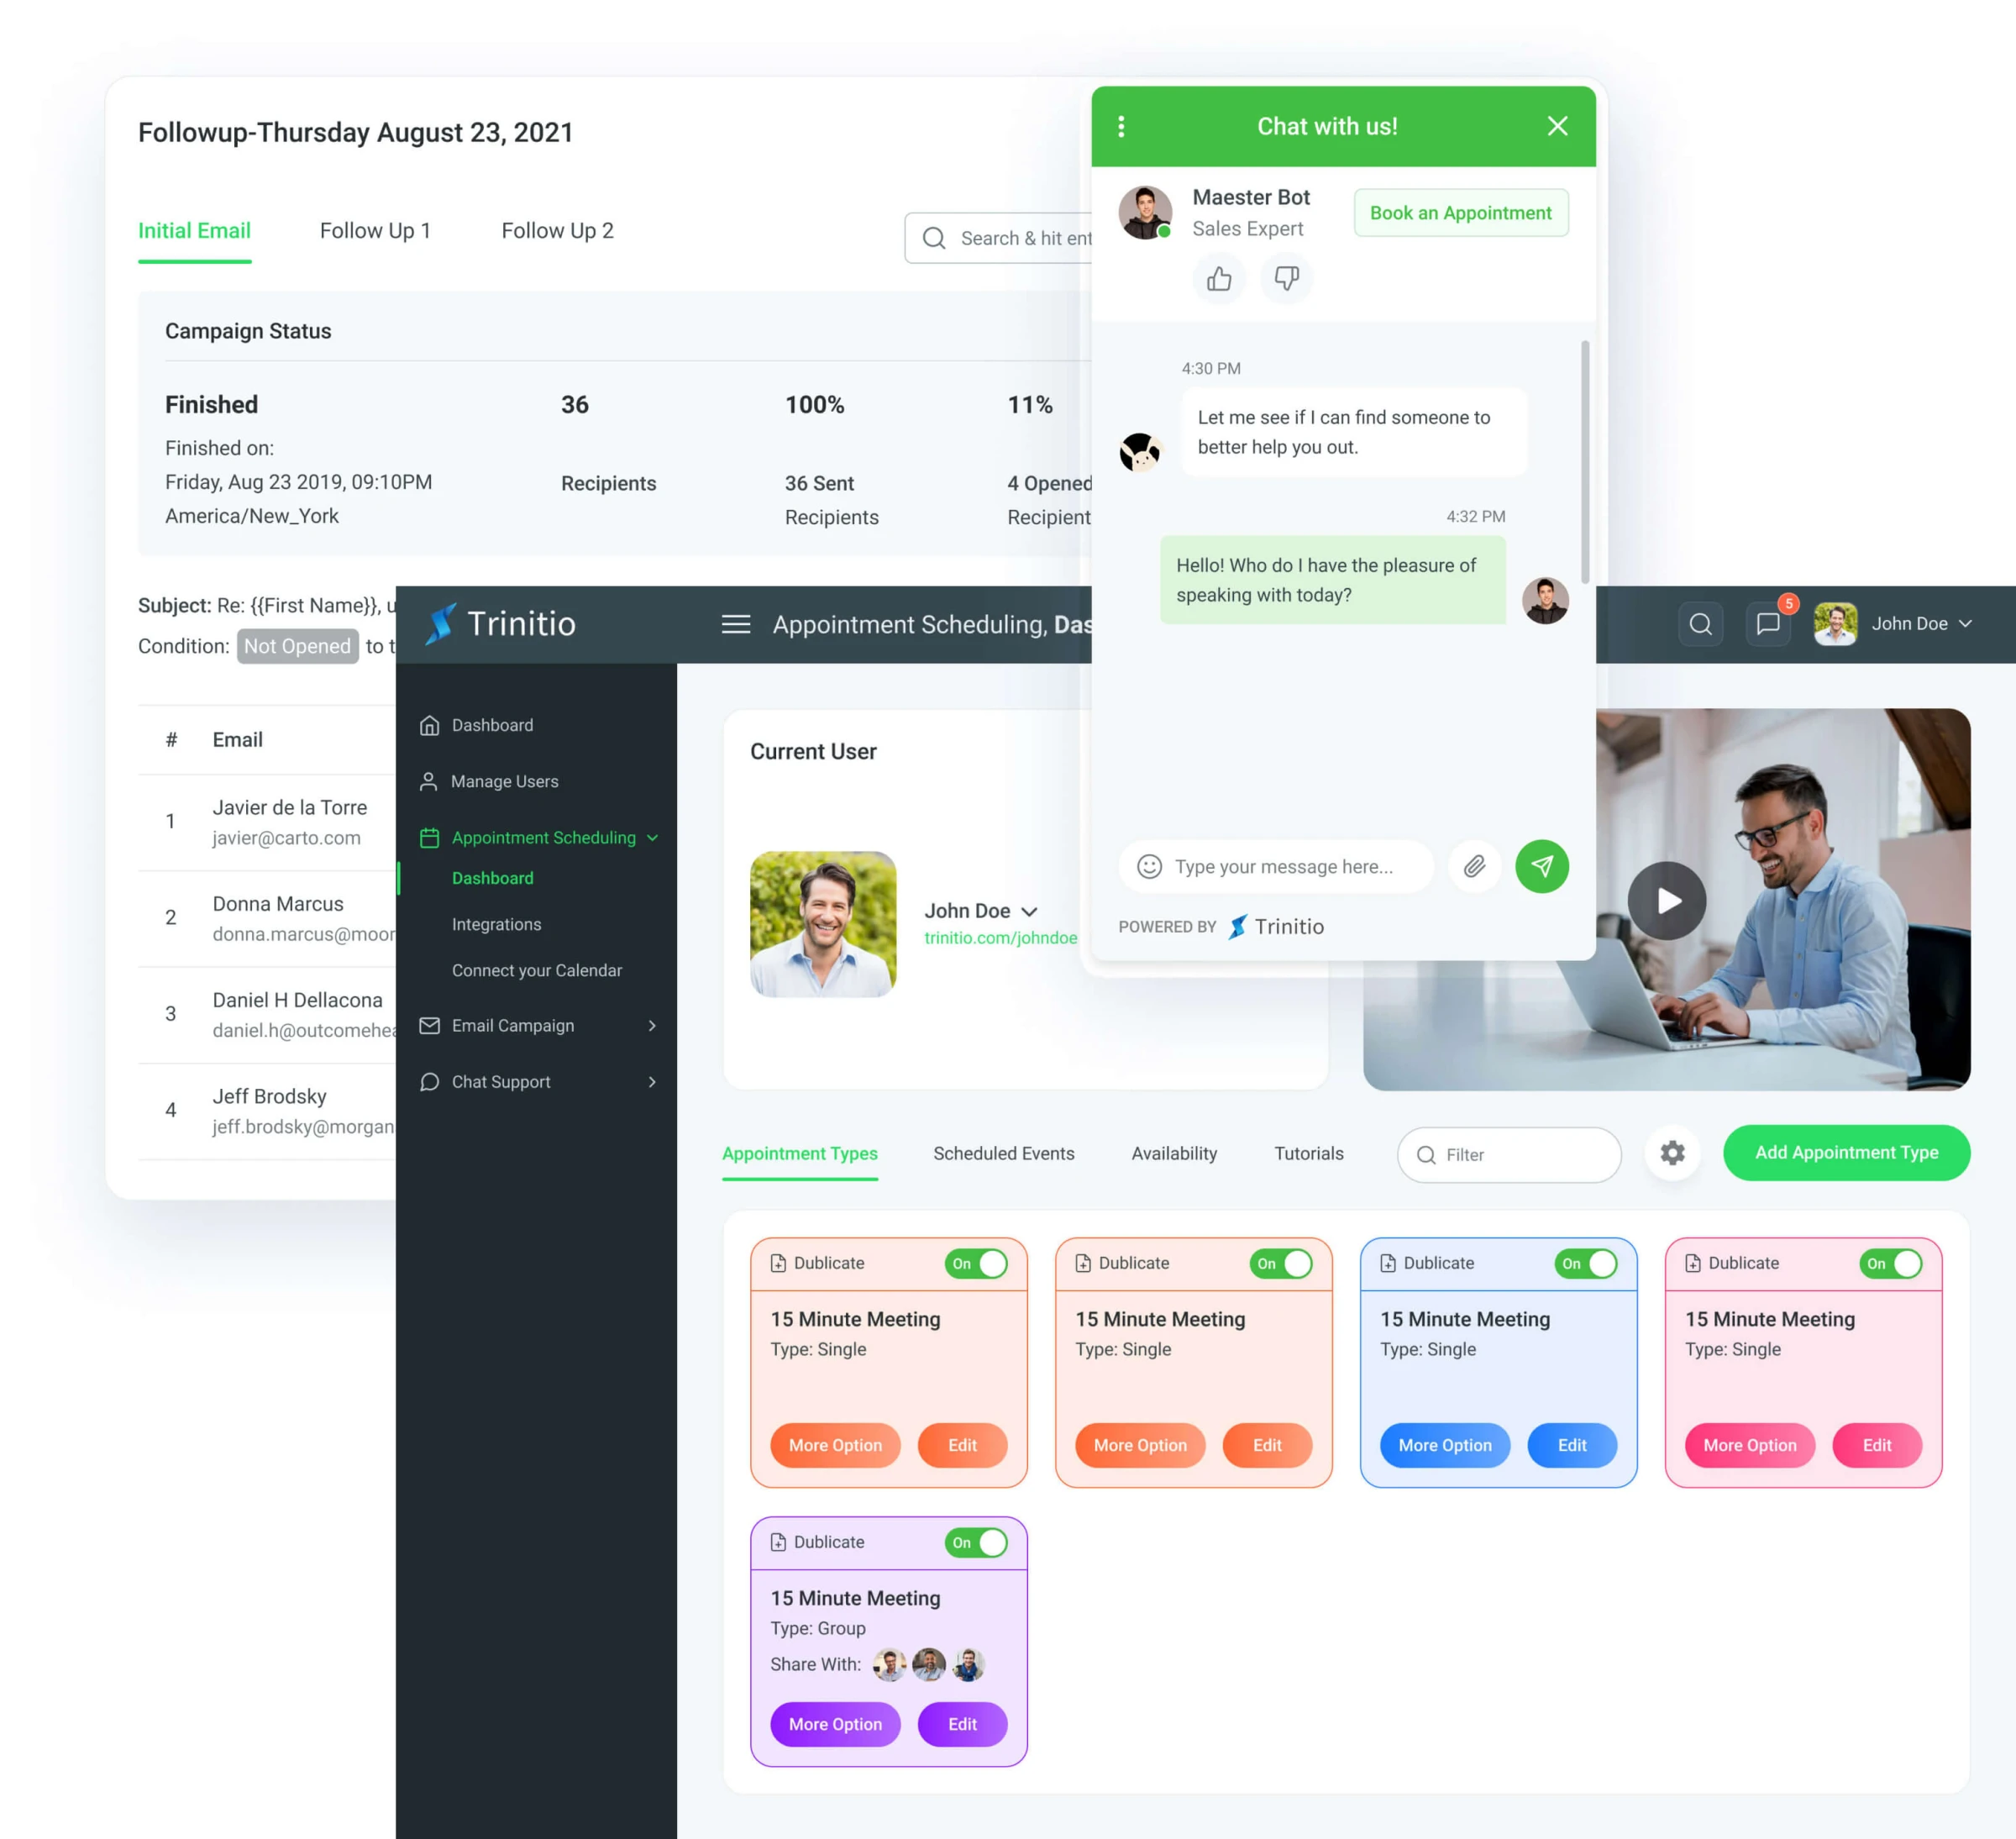 Followup-Thursday August 23, 2021
Initial Email
Follow Up 1
Follow Up 2
Search & hit
Campaign Status
Finished
36
100%
11%
Finished on:
Friday, Aug 23 2019, 09:10PM
America/New_York
Recipients
36 Sent
Recipients
4 Opened
Recipient
Subject: Re: {{First Name}}, u
Condition: Not Opened to t
# Email
1
Javier de la Torre
javier@carto.com
2
Donna Marcus
donna.marcus@moor
3
Daniel H Dellacona
daniel.h@outcomehea
4
Jeff Brodsky
jeff.brodsky@morgan
Chat with us!
Maester Bot
Sales Expert
Book an Appointment
4:30 PM
Let me see if I can find someone to
better help you out.
4:32 PM
Hello! Who do I have the pleasure of
speaking with today?
Type your message here...
POWERED BY Trinitio
Trinitio
Appointment Scheduling, Das
5
John Doe
Dashboard
Manage Users
Appointment Scheduling
Dashboard
Integrations
Connect your Calendar
Email Campaign
Chat Support
Current User
John Doe
trinitio.com/johndoe
Appointment Types
Scheduled Events
Availability
Tutorials
Filter
Add Appointment Type
Dublicate
On
15 Minute Meeting
Type: Single
More Option
Edit
Dublicate
On
15 Minute Meeting
Type: Single
More Option
Edit
Dublicate
On
15 Minute Meeting
Type: Single
More Option
Edit
Dublicate
On
15 Minute Meeting
Type: Single
More Option
Edit
Dublicate
On
15 Minute Meeting
Type: Group
Share With:
More Option
Edit